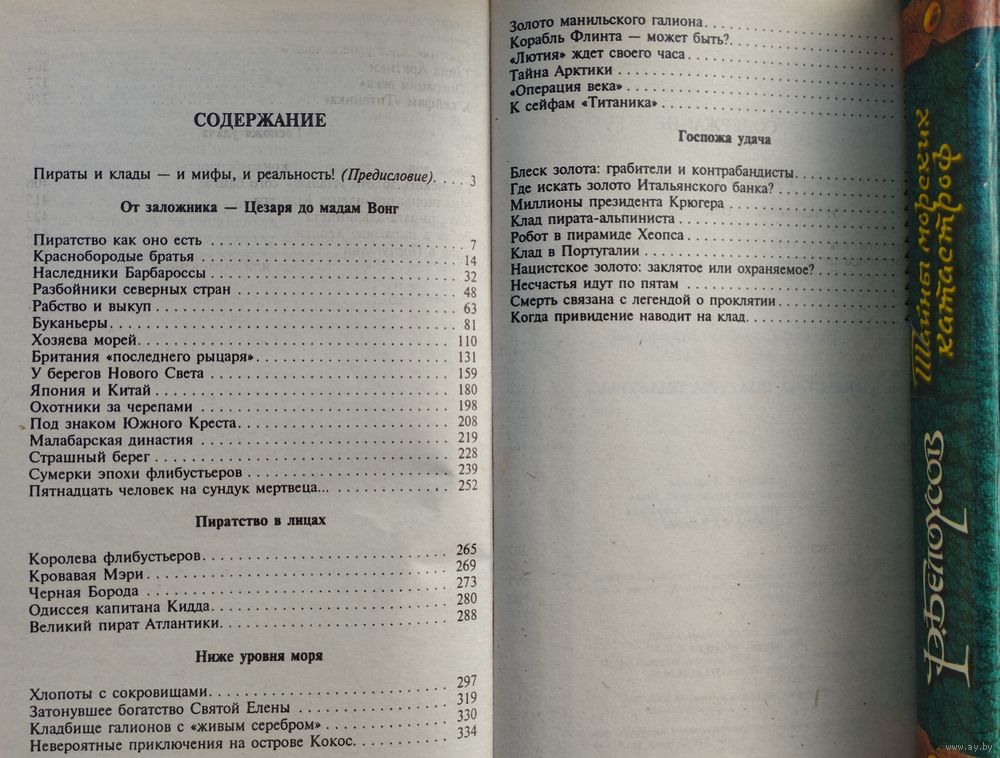 СОДЕРЖАНИЕ
Пираты и клады — и мифы, и реальность! (Предисловие). . . . 3
От заложника — Цезаря до мадам Вонг
Пиратство как оно есть . . . . . . . . . . 7
Краснобородые братья . . . . . . . . . . 14
Наследники Барбароссы . . . . . . . . . . 32
Разбойники северных стран . . . . . . . . . . 48
Рабство и выкуп . . . . . . . . . . 63
Буканьеры. . . . . . . . . . 81
Хозяева морей. . . . . . . . . . 110
Британия «последнего рыцаря». . . . . . . . . . 131
У берегов Нового Света . . . . . . . . . . 159
Япония и Китай . . . . . . . . . . 180
Охотники за черепами . . . . . . . . . . 198
Под знаком Южного Креста. . . . . . . . . . 208
Малабарская династия . . . . . . . . . . 219
Страшный берег . . . . . . . . . . 228
Сумерки эпохи флибустьеров . . . . . . . . . . 239
Пятнадцать человек на сундук мертвеца... . . . . . . . . . . 252
Пиратство в лицах
Королева флибустьеров. . . . . . . . . . 265
Кровавая Мэри. . . . . . . . . . 269
Черная Борода . . . . . . . . . . 273
Одиссея капитана Кидда. . . . . . . . . . 280
Великий пират Атлантики. . . . . . . . . . 288
Ниже уровня моря
Хлопоты с сокровищами. . . . . . . . . . 297
Затонувшее богатство Святой Елены . . . . . . . . . . 319
Кладбище галионов с «живым серебром» . . . . . . . . . . 330
Невероятные приключения на острове Кокос. . . . . . . . . . 334
Золото манильского галиона. . . . . . . . . .
Корабль Флинта — может быть?. . . . . . . . . .
«Лютия» ждет своего часа. . . . . . . . . .
Тайна Арктики . . . . . . . . . .
«Операция века» . . . . . . . . . .
К сейфам «Титаника» . . . . . . . . . .
Госпожа удача
Блеск золота: грабители и контрабандисты. . . . . . . . . .
Где искать золото Итальянского банка? . . . . . . . . . .
Миллионы президента Крюгера . . . . . . . . . .
Клад пирата-альпиниста . . . . . . . . . .
Робот в пирамиде Хеопса. . . . . . . . . .
Клад в Португалии . . . . . . . . . .
Нацистское золото: заклятое или охраняемое? . . . . . . . . . .
Несчастья идут по пятам . . . . . . . . . .
Смерть связана с легендой о проклятии. . . . . . . . . .
Когда привидение наводит на клад. . . . . . . . . .
Р. Белоусов
Тайны морских
катастроф
www.ay.by